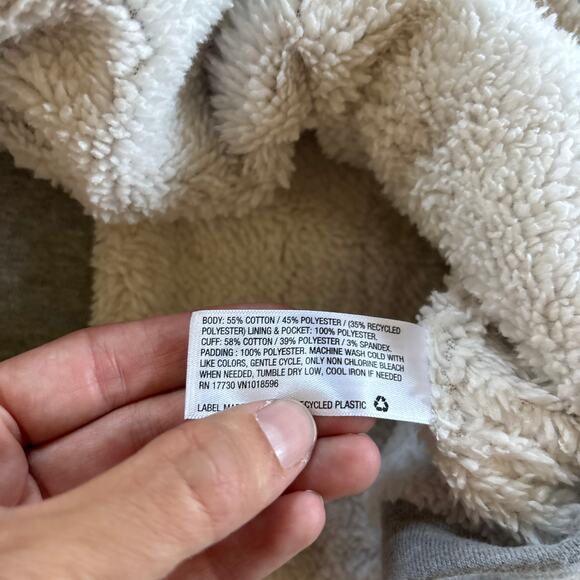 BODY: 55% COTTON / 45% POLYESTER / (35% RECYCLED
POLYESTER) LINING & POCKET: 100% POLYESTER.
CUFF: 58% COTTON / 39% POLYESTER / 3% SPANDEX.
PADDING : 100% POLYESTER. MACHINE WASH COLD WITH
LIKE COLORS, GENTLE CYCLE, ONLY NON CHLORINE BLEACH
WHEN NEEDED, TUMBLE DRY LOW, COOL IRON IF NEEDED
RN 17730 VN1018596
LABEL PLASTIC